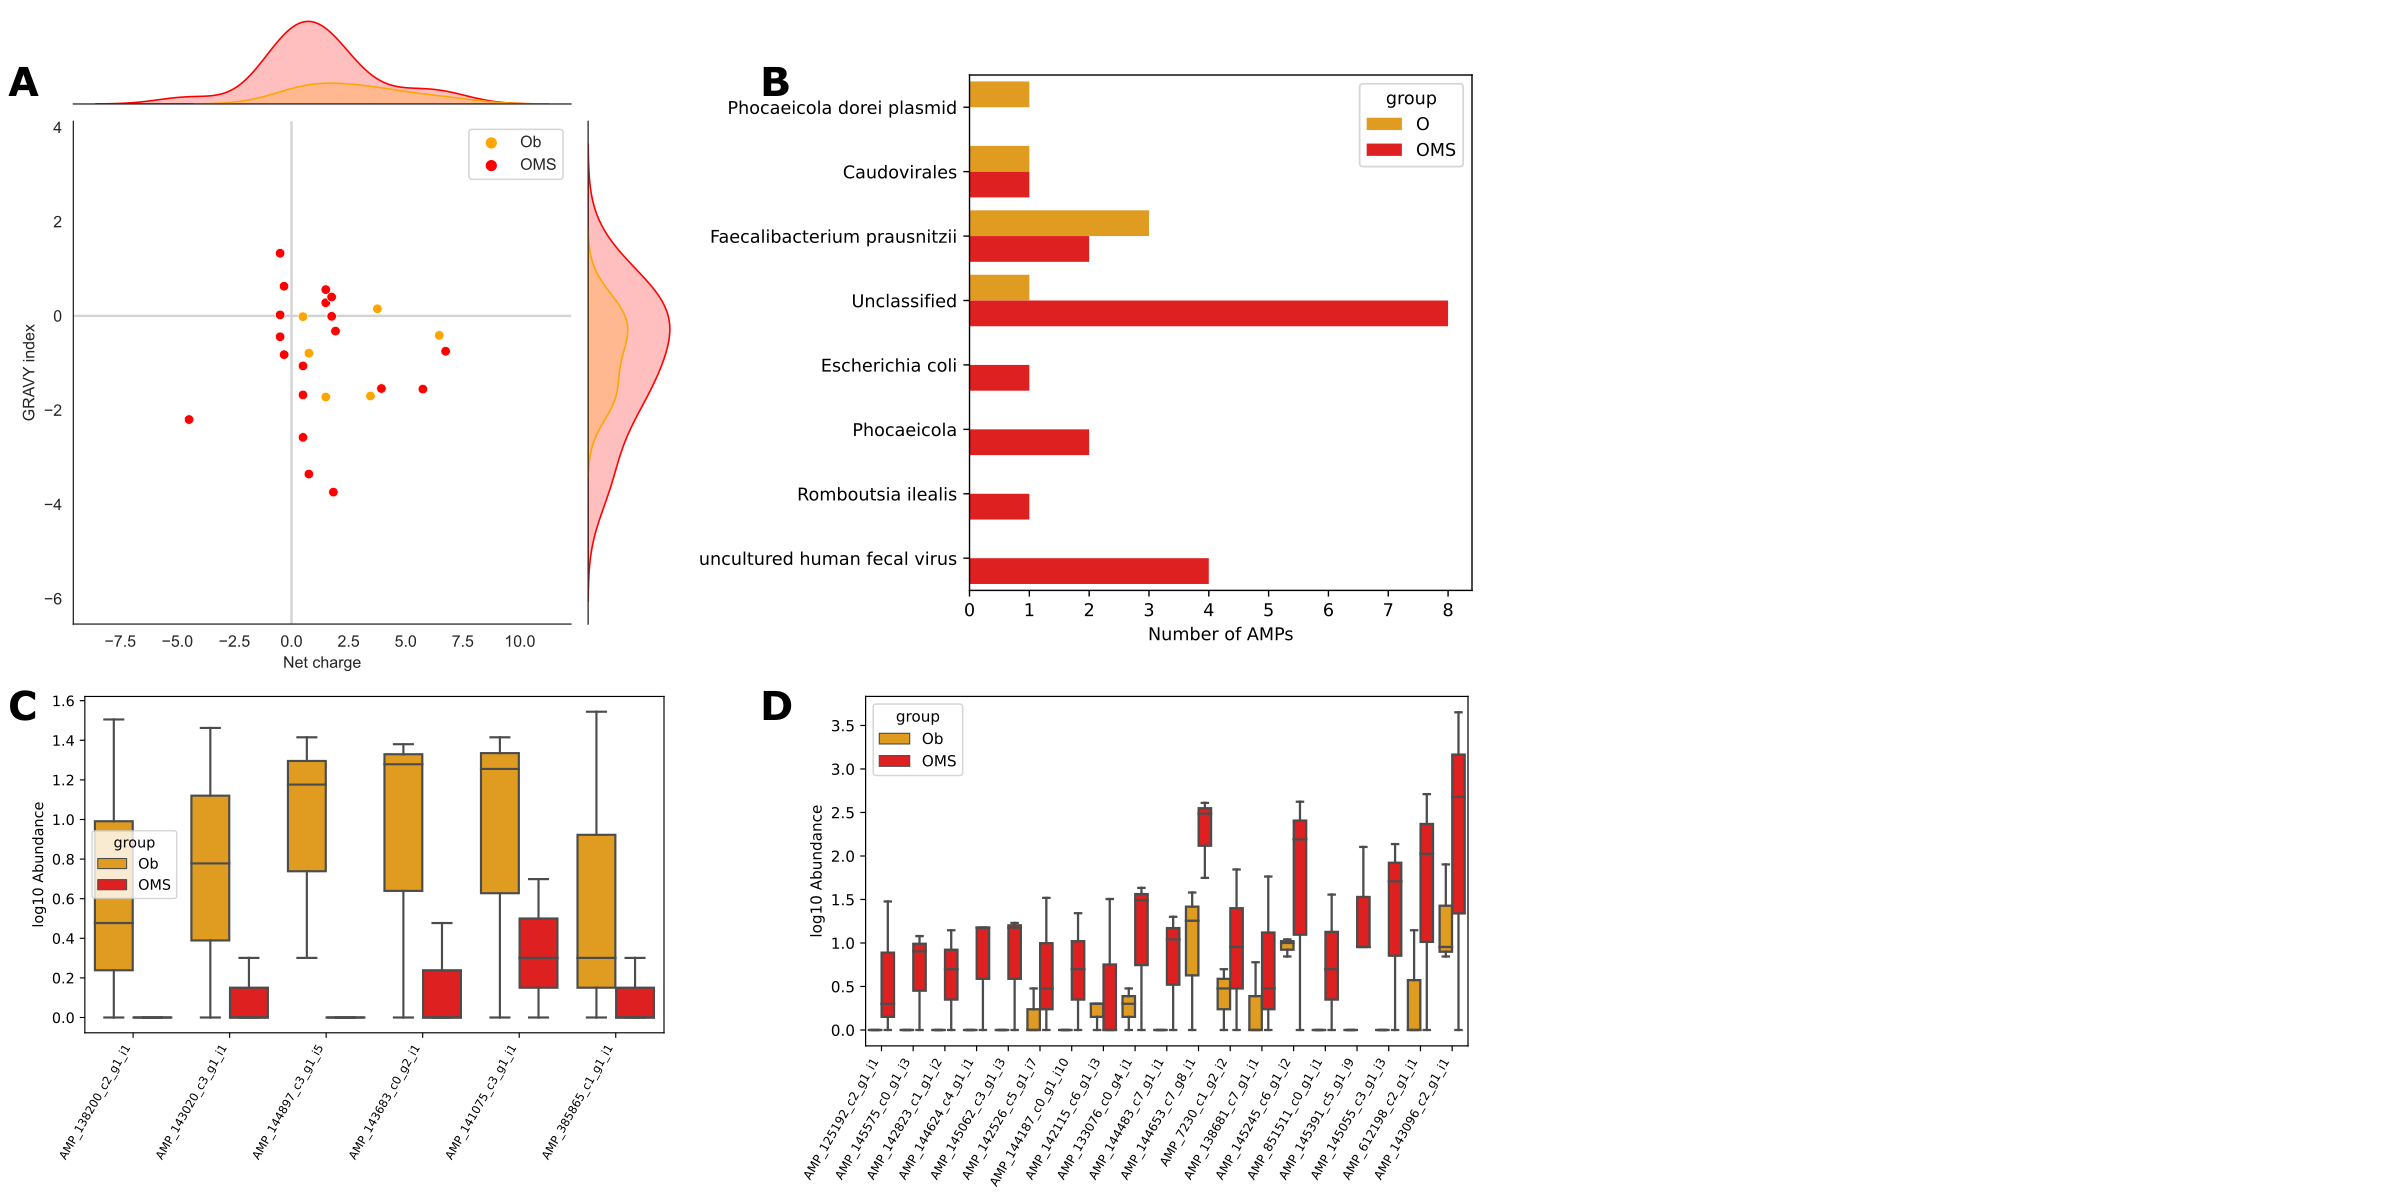 A
4
2
0
−2
−4
−6
GRAVY index
Ob
OMS
−7.5 −5.0 −2.5 0.0 2.5 5.0 7.5 10.0
Net charge
B
Phocaeicola dorei plasmid
Caudovirales
Faecalibacterium prausnitzii
Unclassified
Escherichia coli
Phocaeicola
Romboutsia ilealis
uncultured human fecal virus
group
O
OMS
0 1 2 3 4 5 6 7 8
Number of AMPs
C
1.6
1.4
1.2
1.0
0.8
0.6
0.4
0.2
0.0
log10 Abundance
group
Ob
OMS
AMP_138200_c2_g1_i1
AMP_143020_c3_g1_i1
AMP_144897_c3_g1_i5
AMP_143683_c0_g2_i1
AMP_141075_c3_g1_i1
AMP_385865_c1_g1_i1
D
3.5
3.0
2.5
2.0
1.5
1.0
0.5
0.0
log10 Abundance
group
Ob
OMS
AMP_125192_c2_g1_i1
AMP_145575_c0_g1_i3
AMP_142823_c1_g1_i2
AMP_144624_c4_g1_i1
AMP_145062_c3_g1_i3
AMP_142526_c5_g1_i7
AMP_144187_c0_g1_i10
AMP_142115_c6_g1_i3
AMP_133076_c0_g4_i1
AMP_144483_c7_g1_i1
AMP_144653_c7_g8_i1
AMP_7230_c1_g2_i2
AMP_138681_c7_g1_i1
AMP_145245_c6_g1_i2
AMP_851511_c0_g1_i1
AMP_145391_c5_g1_i9
AMP_145055_c3_g1_i3
AMP_612198_c2_g1_i1
AMP_143096_c2_g1_i1